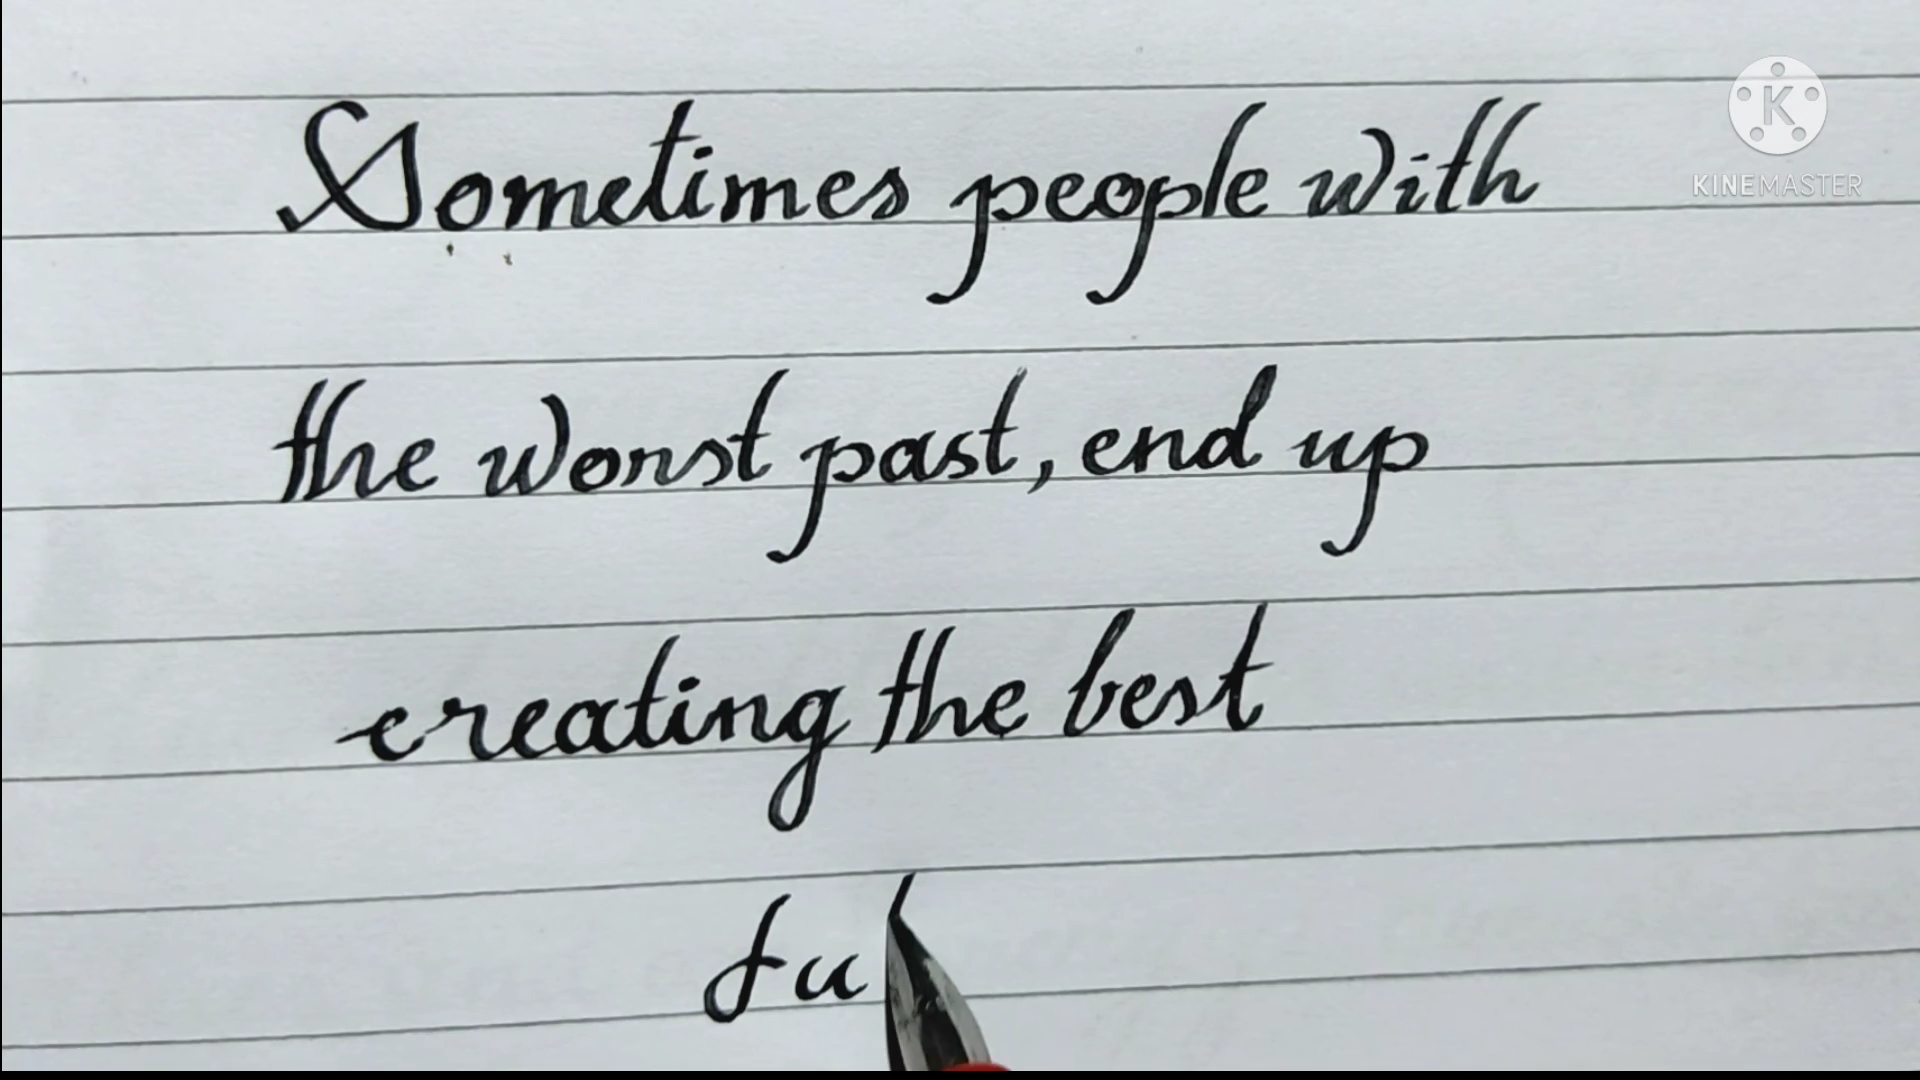 Sometimes people with
the worst past, end up
creating the best
fu
K
KINEMASTER